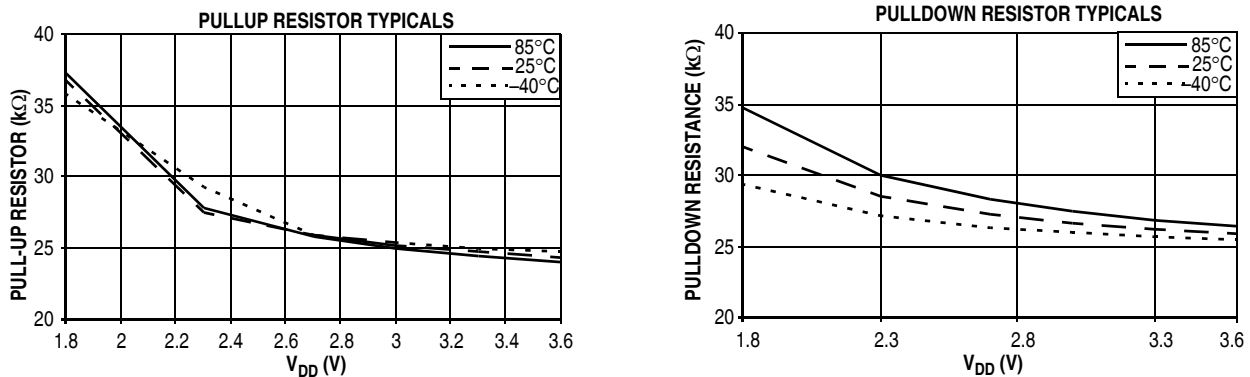 PULLUP RESISTOR TYPICALS
PULL-UP RESISTOR (kΩ)
40
35
30
25
20
85°C
25°C
–40°C
1.8 2 2.2 2.4 2.6 2.8 3 3.2 3.4 3.6
VDD (V)
PULLDOWN RESISTOR TYPICALS
PULLDOWN RESISTANCE (kΩ)
40
35
30
25
20
85°C
25°C
–40°C
1.8 2.3 2.8 3.3 3.6
VDD (V)